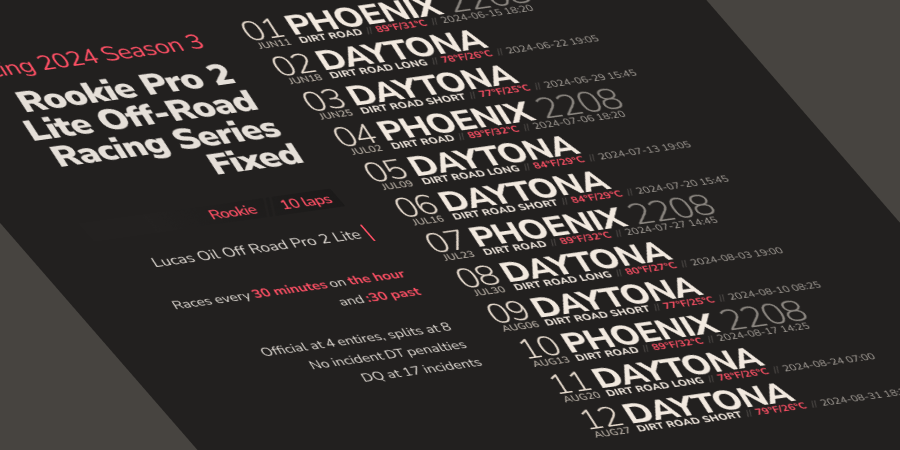 ing 2024 Season 3
Rookie Pro 2
Lite Off-Road
Racing Series
Fixed
Rookie 10 laps
Lucas Oil Off Road Pro 2 Lite
Races every 30 minutes on the hour
and :30 past
Official at 4 entires, splits at 8
No incident DT penalties
DQ at 17 incidents
01 PHOENIX 2208
JUN11 DIRT ROAD // 89°F/31°C // 2024-06-15 18:20
02 DAYTONA
JUN18 DIRT ROAD LONG // 78°F/26°C // 2024-06-22 19:05
03 DAYTONA
JUN25 DIRT ROAD SHORT // 77°F/25°C // 2024-06-29 15:45
04 PHOENIX 2208
JUL02 DIRT ROAD // 89°F/32°C // 2024-07-06 18:20
05 DAYTONA
JUL09 DIRT ROAD LONG // 84°F/29°C // 2024-07-13 19:05
06 DAYTONA
JUL16 DIRT ROAD SHORT // 84°F/29°C // 2024-07-20 15:45
07 PHOENIX 2208
JUL23 DIRT ROAD // 89°F/32°C // 2024-07-27 14:45
08 DAYTONA
JUL30 DIRT ROAD LONG // 80°F/27°C // 2024-08-03 19:00
09 DAYTONA
AUG06 DIRT ROAD SHORT // 77°F/25°C // 2024-08-10 08:25
10 PHOENIX 2208
AUG13 DIRT ROAD // 89°F/32°C // 2024-08-17 14:25
11 DAYTONA
AUG20 DIRT ROAD LONG // 78°F/26°C // 2024-08-24 07:00
12 DAYTONA
AUG27 DIRT ROAD SHORT // 79°F/26°C // 2024-08-31 18: